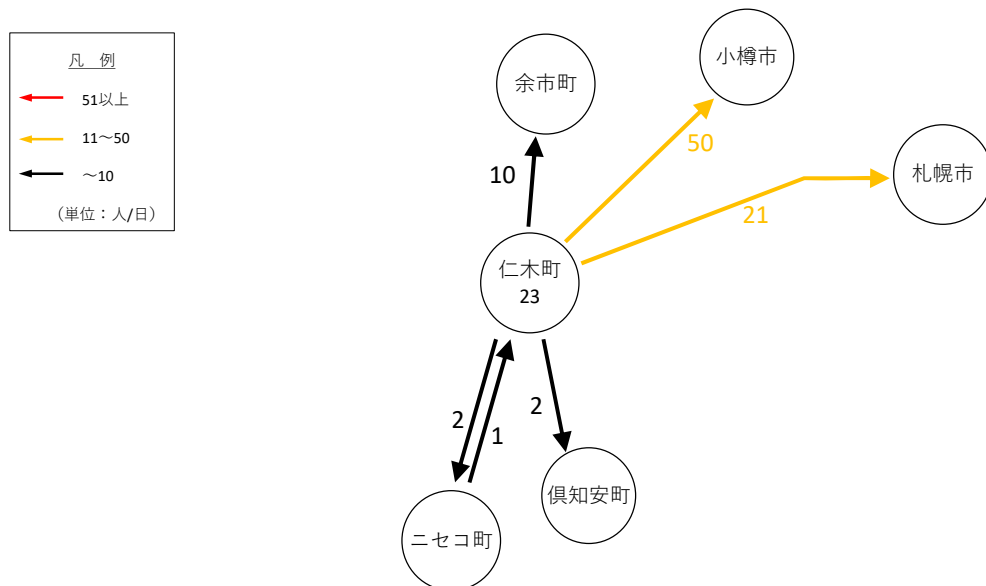 凡　例
51以上
11～50
～10
（単位：人/日）
小樽市
余市町
50
札幌市
10
21
仁木町
23
2
2
1
倶知安町
ニセコ町